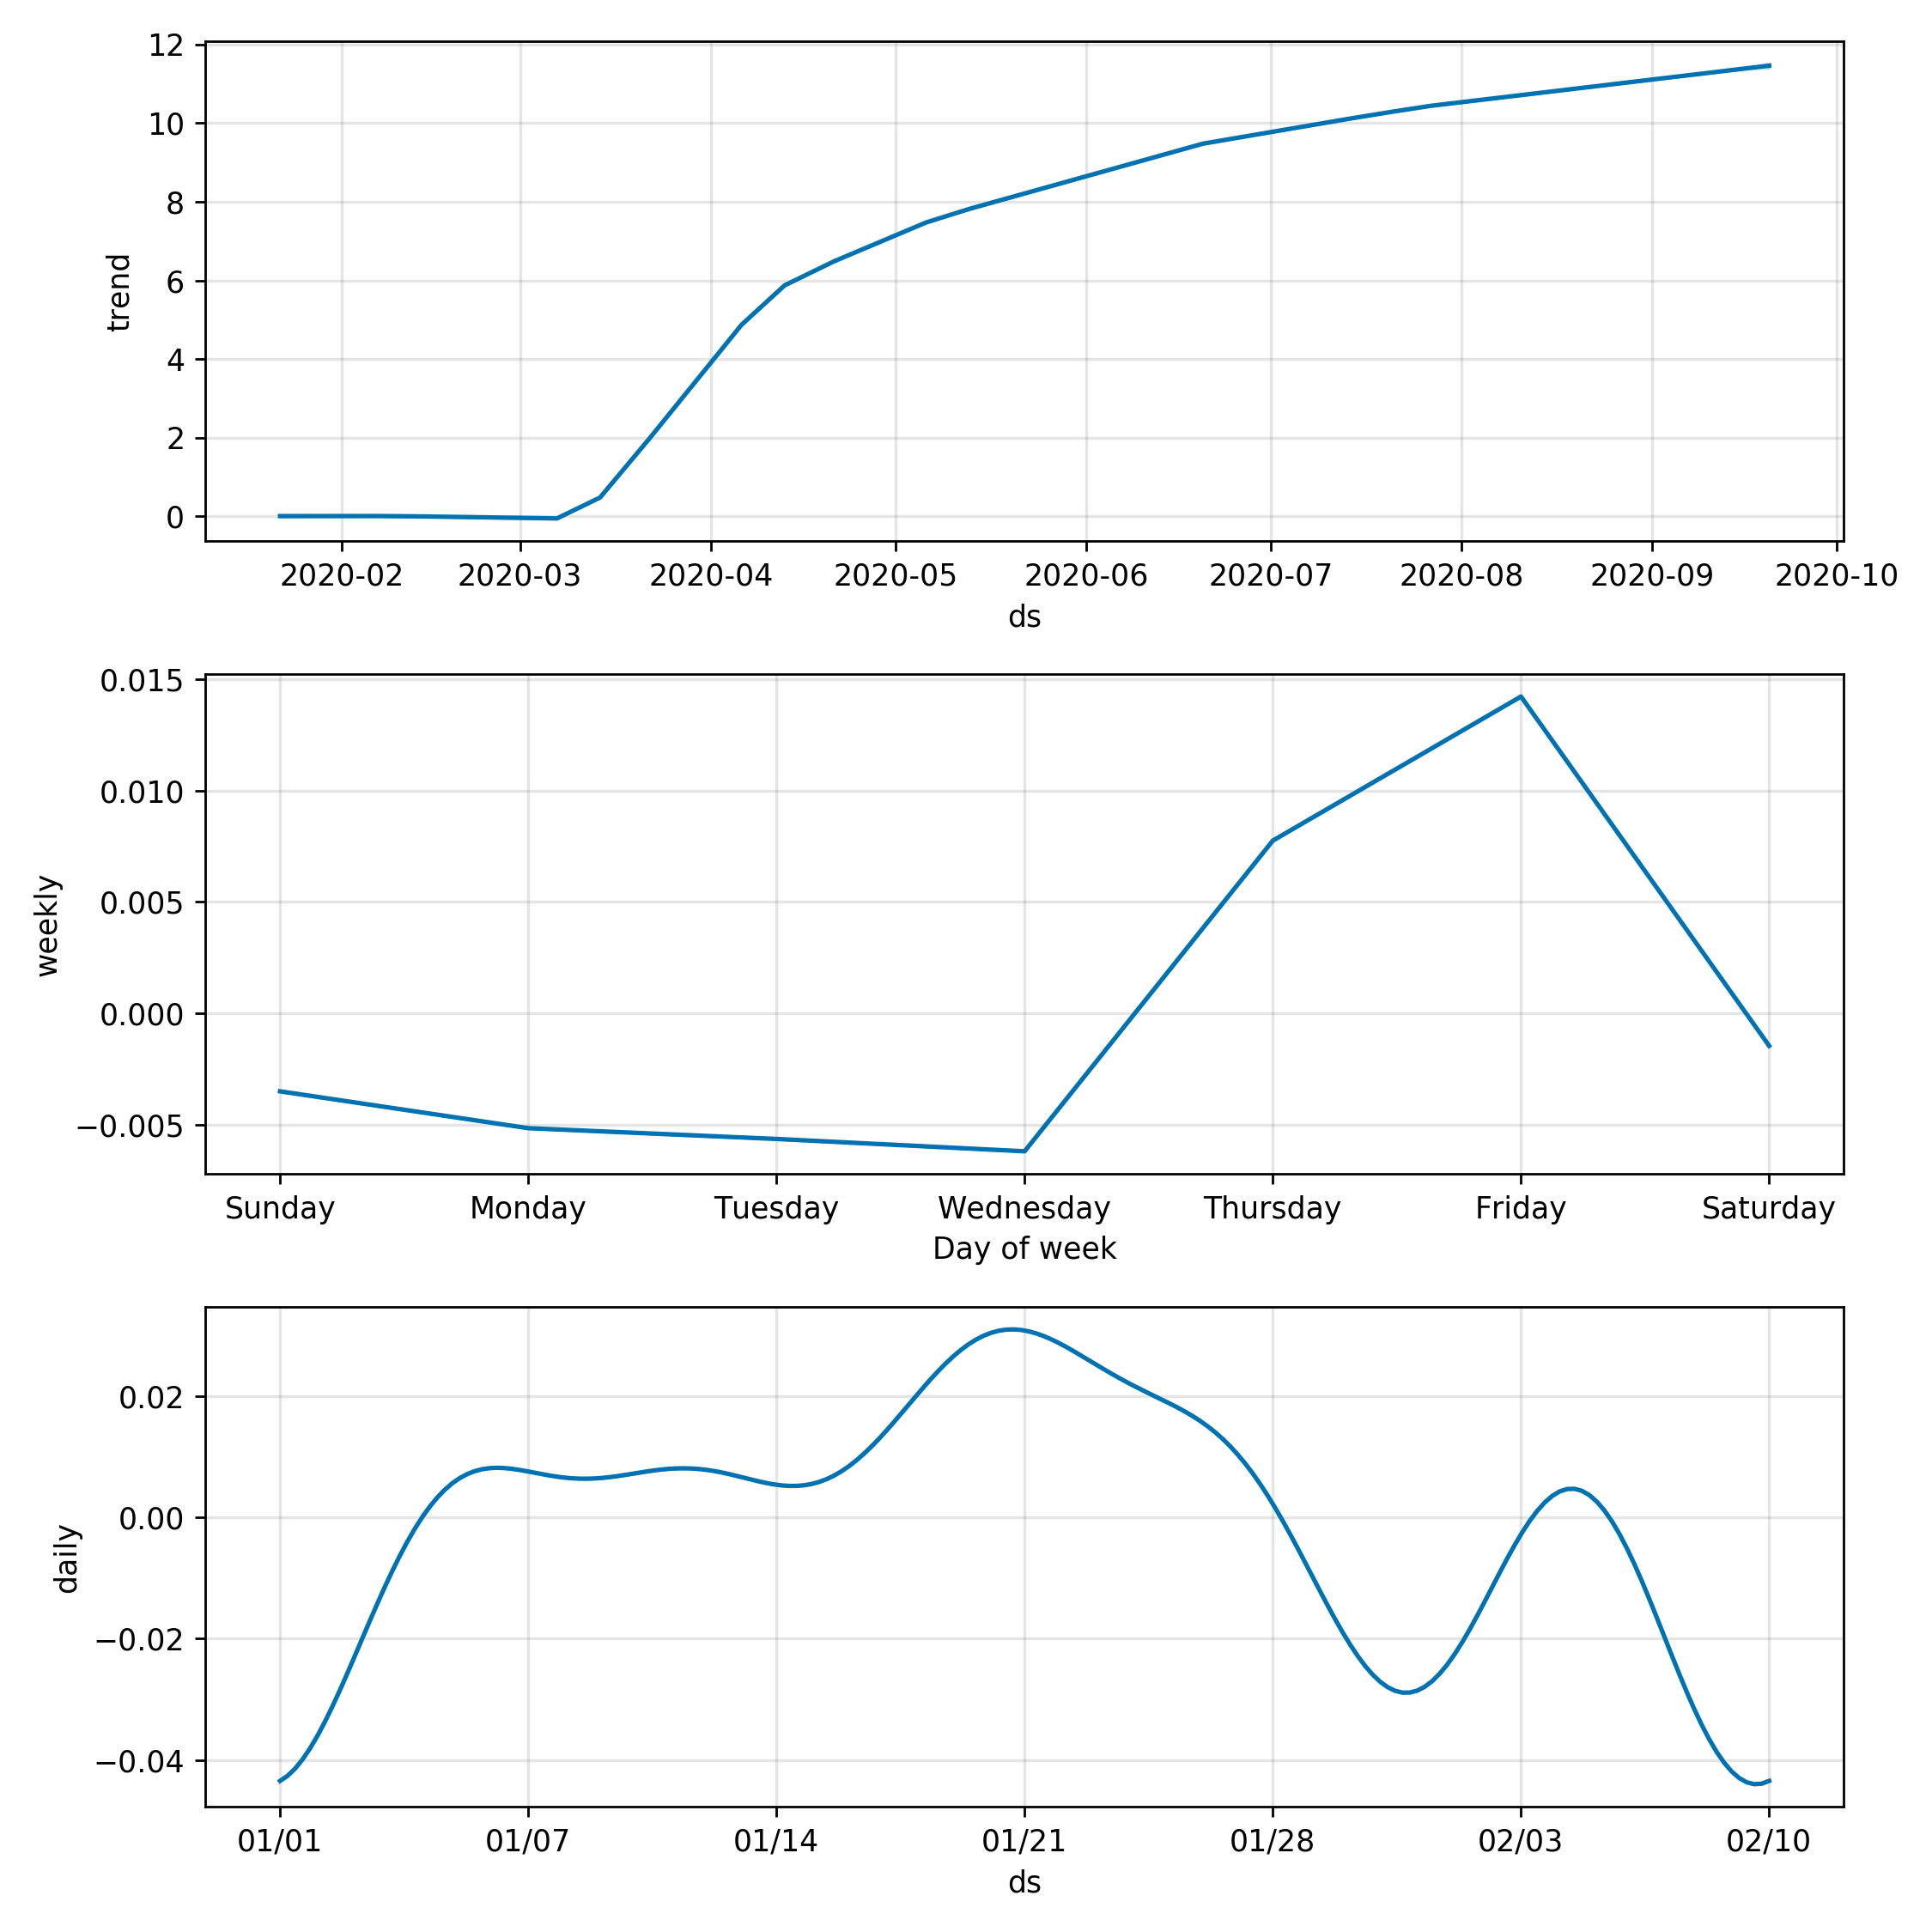 12
10
8
6
4
2
0
trend
2020-02 2020-03 2020-04 2020-05 2020-06 2020-07 2020-08 2020-09 2020-10
ds
0.015
0.010
0.005
0.000
−0.005
weekly
Sunday Monday Tuesday Wednesday Thursday Friday Saturday
Day of week
0.02
0.00
−0.02
−0.04
daily
01/01 01/07 01/14 01/21 01/28 02/03 02/10
ds